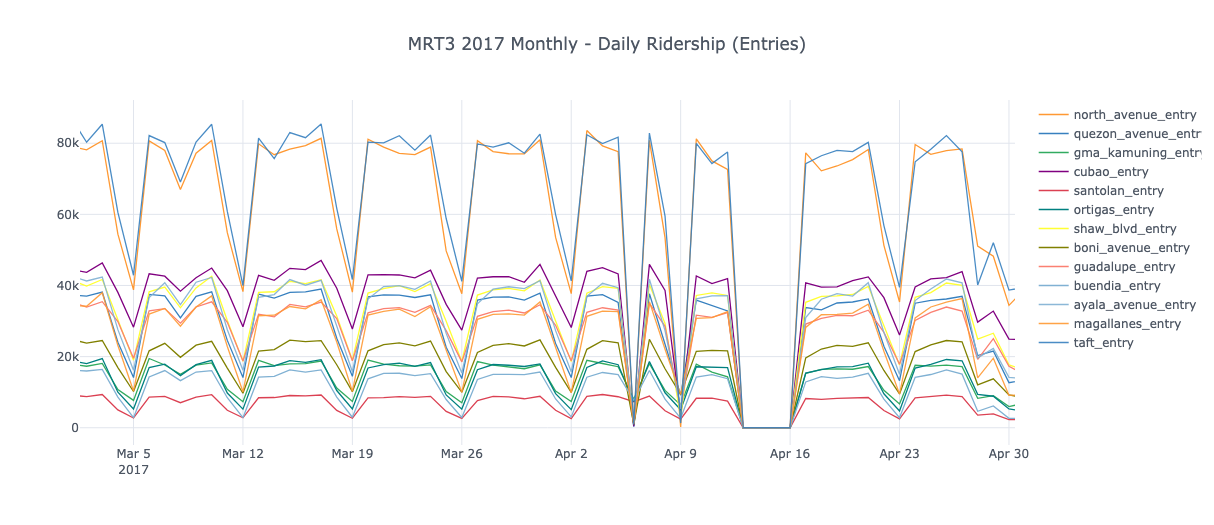 MRT3 2017 Monthly - Daily Ridership (Entries)
80k
60k
40k
20k
0
Mar 5
2017
Mar 12
Mar 19
Mar 26
Apr 2
Apr 9
Apr 16
Apr 23
Apr 30
north_avenue_entry
quezon_avenue_entr
gma_kamuning_entry
cubao_entry
santolan_entry
ortigas_entry
shaw_blvd_entry
boni_avenue_entry
guadalupe_entry
buendia_entry
ayala_avenue_entry
magallanes_entry
taft_entry